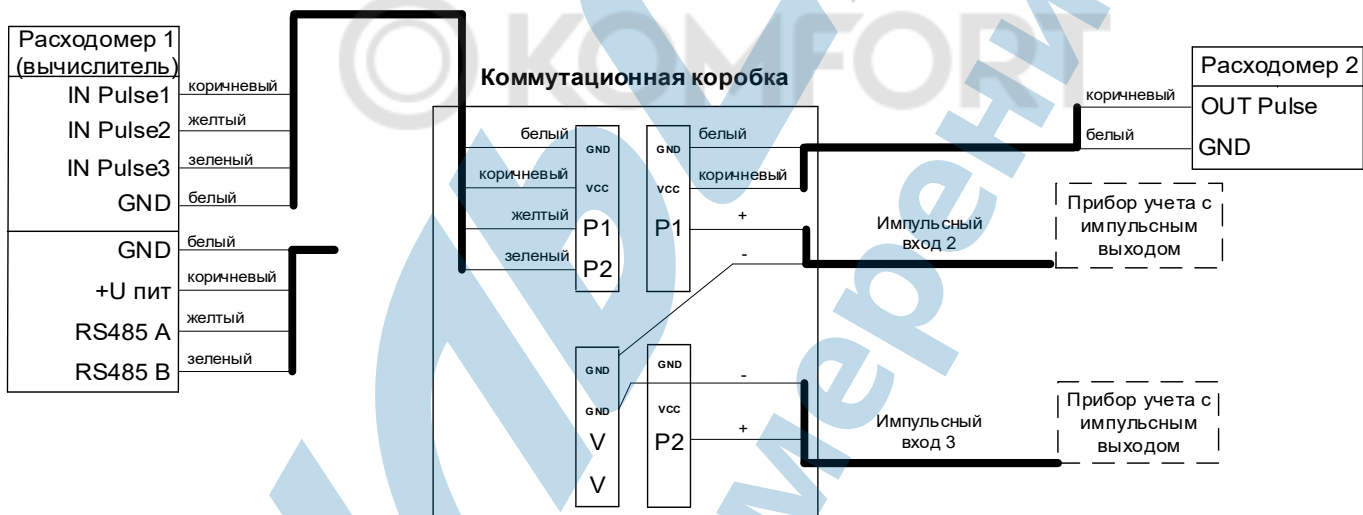 KOMFORT
Расходомер 1
(вычислитель)
IN Pulse1
коричневый
IN Pulse2
желтый
IN Pulse3
зеленый
GND
белый
GND
белый
+U пит
коричневый
RS485 A
желтый
RS485 B
зеленый
Коммутационная коробка
белый
GND
коричневый
VCC
желтый
P1
зеленый
P2
GND
белый
VCC
коричневый
P1
+
-
Импульсный
вход 2
GND
GND
V
V
GND
-
VCC
P2
+
Импульсный
вход 3
Расходомер 2
коричневый
OUT Pulse
белый
GND
Прибор учета с
импульсным
выходом
Прибор учета с
импульсным
выходом